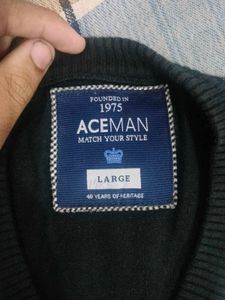 FOUNDED IN
1975
ACEMAN
MATCH YOUR STYLE
LARGE
40 YEARS OF HERITAGE